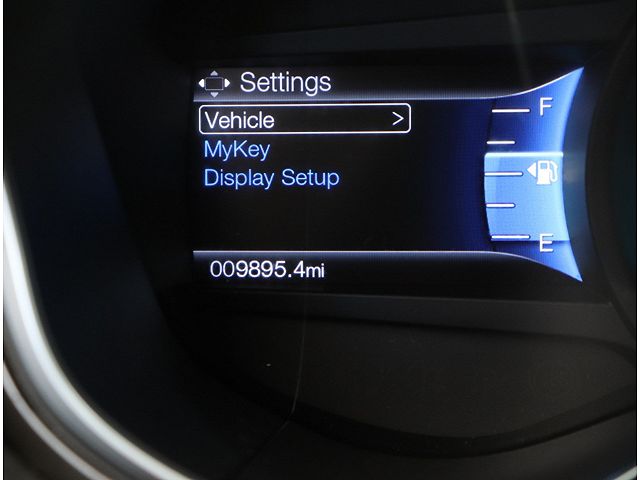 Settings
Vehicle >
MyKey
Display Setup
009895.4mi
F
E